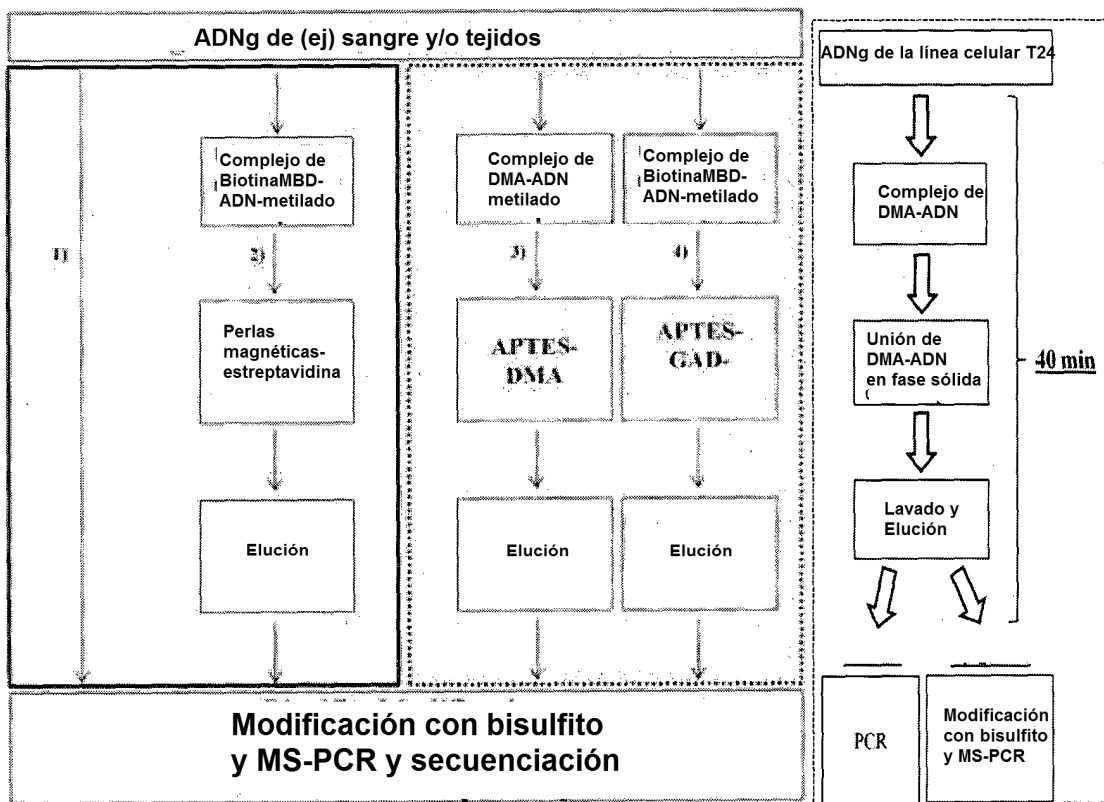 ADNg de (ej) sangre y/o tejidos
1)
Complejo de
BiotinaMBD-
ADN-metilado
2)
Perlas
magnéticas-
estreptavidina
Elución
Complejo de
DMA-ADN
metilado
3)
APTES-
DMA
Elución
Complejo de
BiotinaMBD-
ADN-metilado
4)
APTES-
GAD-
Elución
Modificación con bisulfito
y MS-PCR y secuenciación
ADNg de la línea celular T24
Complejo de
DMA-ADN
Unión de
DMA-ADN
en fase sólida
Lavado y
Elución
40 min
PCR
Modificación
con bisulfito
y MS-PCR